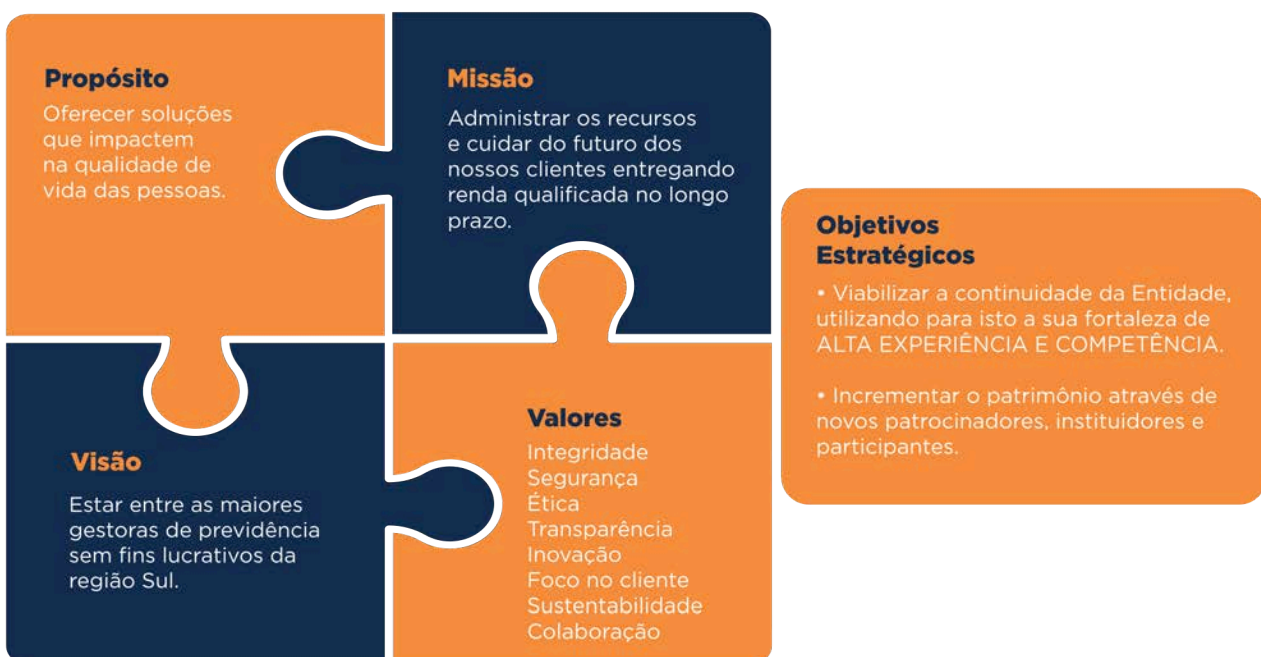 Propósito
Oferecer soluções
que impactem
na qualidade de
vida das pessoas.
Missão
Administrar os recursos
e cuidar do futuro dos
nossos clientes entregando
renda qualificada no longo
prazo.
Visão
Estar entre as maiores
gestoras de previdência
sem fins lucrativos da
região Sul.
Valores
Integridade
Segurança
Ética
Transparência
Inovação
Foco no cliente
Sustentabilidade
Colaboração
Objetivos
Estratégicos
• Viabilizar a continuidade da Entidade,
utilizando para isto a sua fortaleza de
ALTA EXPERIÊNCIA E COMPETÊNCIA.
• Incrementar o patrimônio através de
novos patrocinadores, instituidores e
participantes.